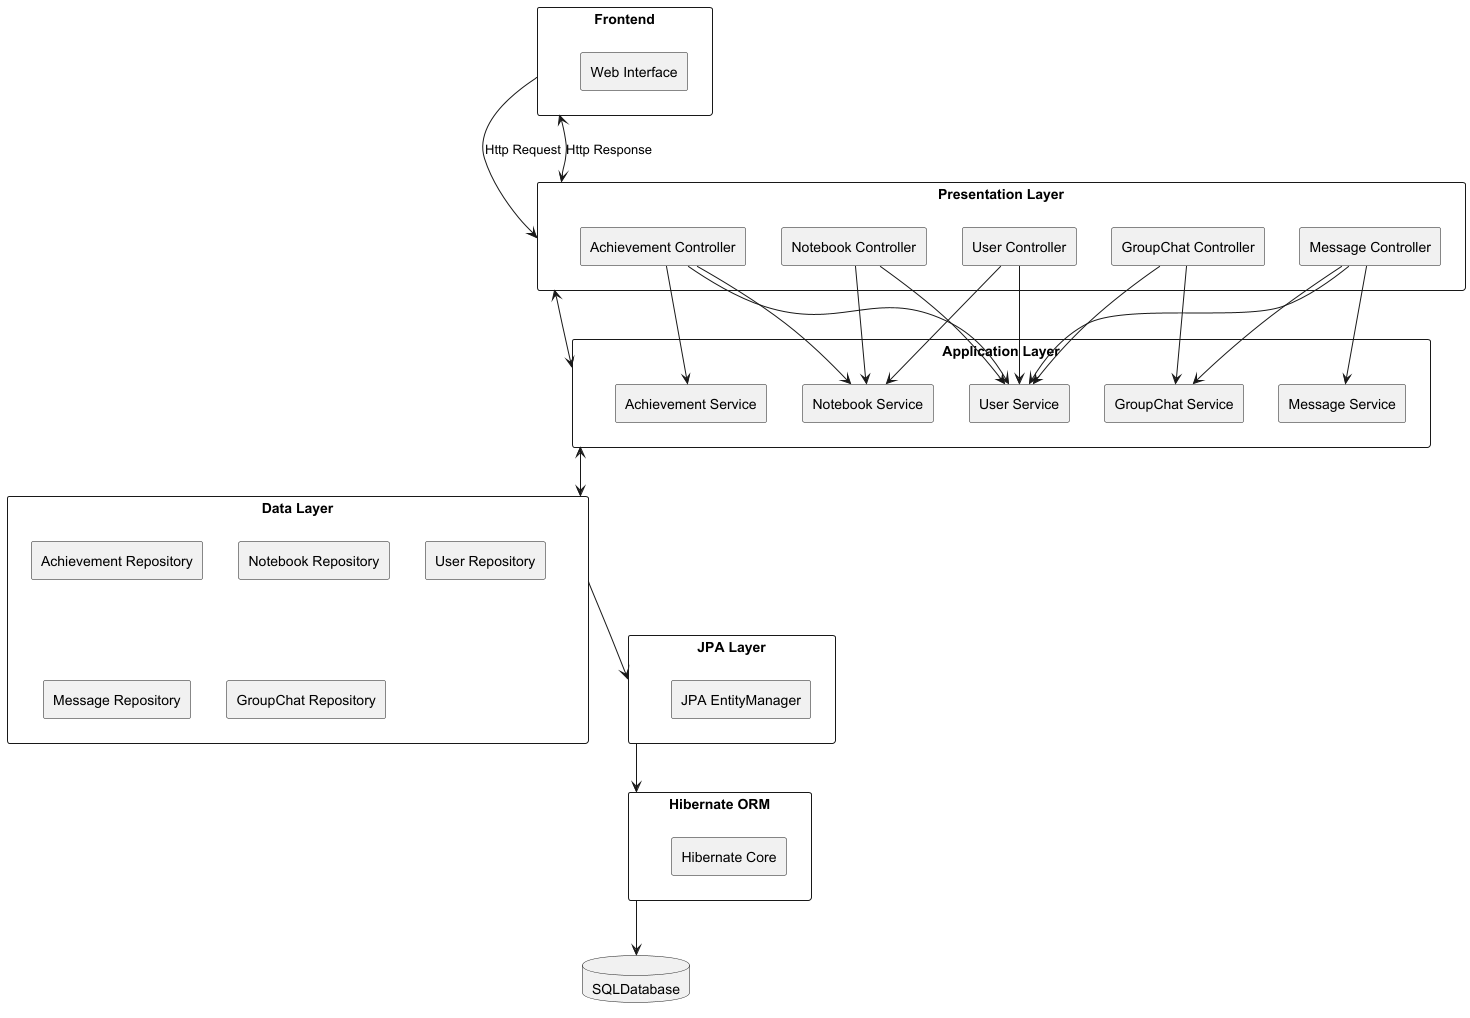 Frontend
Web Interface
Http Request
Http Response
Presentation Layer
Achievement Controller
Notebook Controller
User Controller
GroupChat Controller
Message Controller
Application Layer
Achievement Service
Notebook Service
User Service
GroupChat Service
Message Service
Data Layer
Achievement Repository
Notebook Repository
User Repository
Message Repository
GroupChat Repository
JPA Layer
JPA EntityManager
Hibernate ORM
Hibernate Core
SQLDatabase